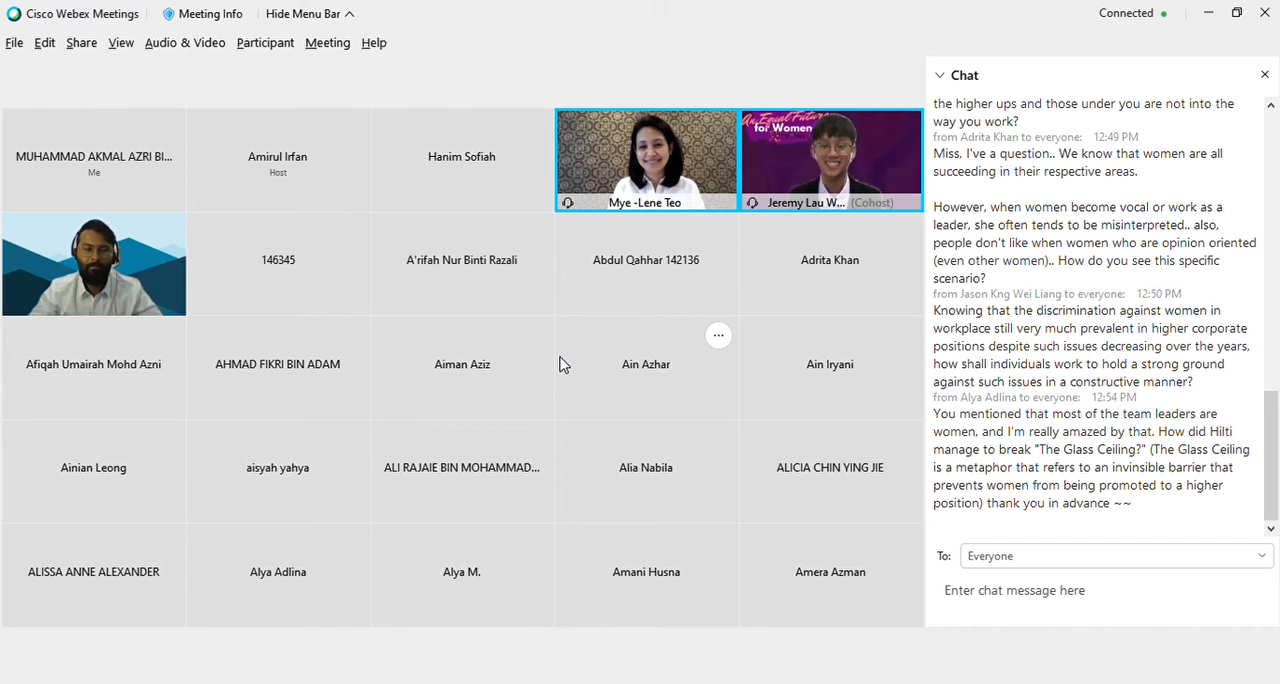 Cisco Webex Meetings
Meeting Info
Hide Menu Bar
Connected
File Edit Share View Audio & Video Participant Meeting Help
MUHAMMAD AKMAL AZRI BI...
Me
Amirul Irfan
Host
Hanim Sofiah
Mye -Lene Teo
An Equal Future
for Women
Jeremy Lau W... (Cohost)
146345
A'rifah Nur Binti Razali
Abdul Qahhar 142136
Adrita Khan
Afiqah Umairah Mohd Azni
AHMAD FIKRI BIN ADAM
Aiman Aziz
Ain Azhar
Ain Iryani
Ainian Leong
aisyah yahya
ALI RAJAIE BIN MOHAMMAD...
Alia Nabila
ALICIA CHIN YING JIE
ALISSA ANNE ALEXANDER
Alya Adlina
Alya M.
Amani Husna
Amera Azman
Chat
the higher ups and those under you are not into the
way you work?
from Adrita Khan to everyone: 12:49 PM
Miss, I've a question.. We know that women are all
succeeding in their respective areas.
However, when women become vocal or work as a
leader, she often tends to be misinterpreted.. also,
people don't like when women who are opinion oriented
(even other women).. How do you see this specific
scenario?
from Jason Kng Wei Liang to everyone: 12:50 PM
Knowing that the discrimination against women in
workplace still very much prevalent in higher corporate
positions despite such issues decreasing over the years,
how shall individuals work to hold a strong ground
against such issues in a constructive manner?
from Alya Adlina to everyone: 12:54 PM
You mentioned that most of the team leaders are
women, and I'm really amazed by that. How did Hilti
manage to break "The Glass Ceiling?" (The Glass Ceiling
is a metaphor that refers to an invinsible barrier that
prevents women from being promoted to a higher
position) thank you in advance ~~
To: Everyone
Enter chat message here